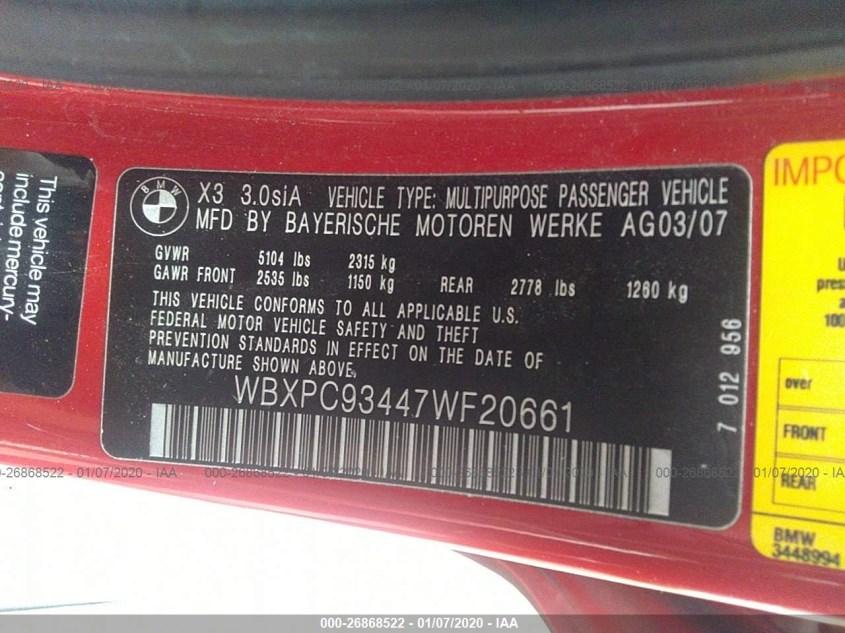 This vehicle may
include mercury-
BMW
X3 3.0siA VEHICLE TYPE: MULTIPURPOSE PASSENGER VEHICLE
MFD BY BAYERISCHE MOTOREN WERKE AG03/07
GVWR 5104 lbs 2315 kg
GAWR FRONT 2535 lbs 1150 kg REAR 2778 lbs 1260 kg
THIS VEHICLE CONFORMS TO ALL APPLICABLE U.S.
FEDERAL MOTOR VEHICLE SAFETY AND THEFT
PREVENTION STANDARDS IN EFFECT ON THE DATE OF
MANUFACTURE SHOWN ABOVE.
WBXPC93447WF20661
7 012 956
over
FRONT
REAR
BMW
3448994
000-26868522 - 01/07/2020 - IAA